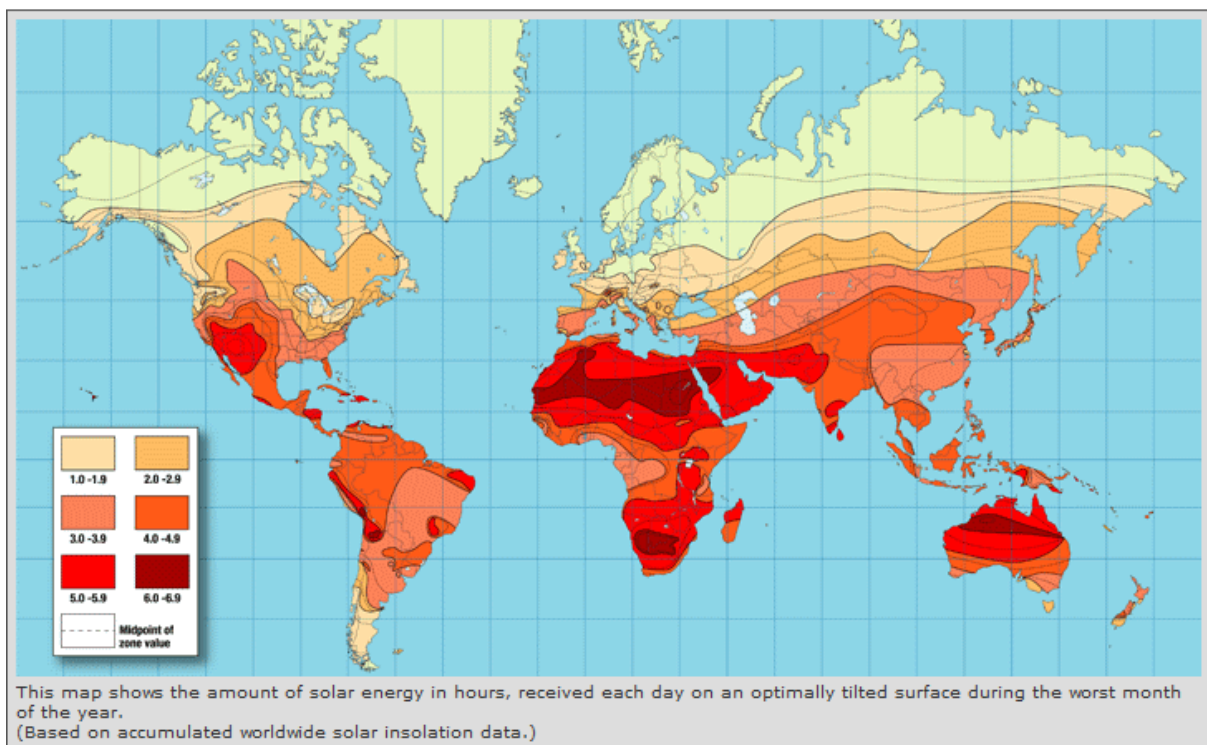 1.0 -1.9 2.0 -2.9
3.0 -3.9 4.0 -4.9
5.0 -5.9 6.0 -6.9
Midpoint of
zone value
This map shows the amount of solar energy in hours, received each day on an optimally tilted surface during the worst month
of the year.
(Based on accumulated worldwide solar insolation data.)